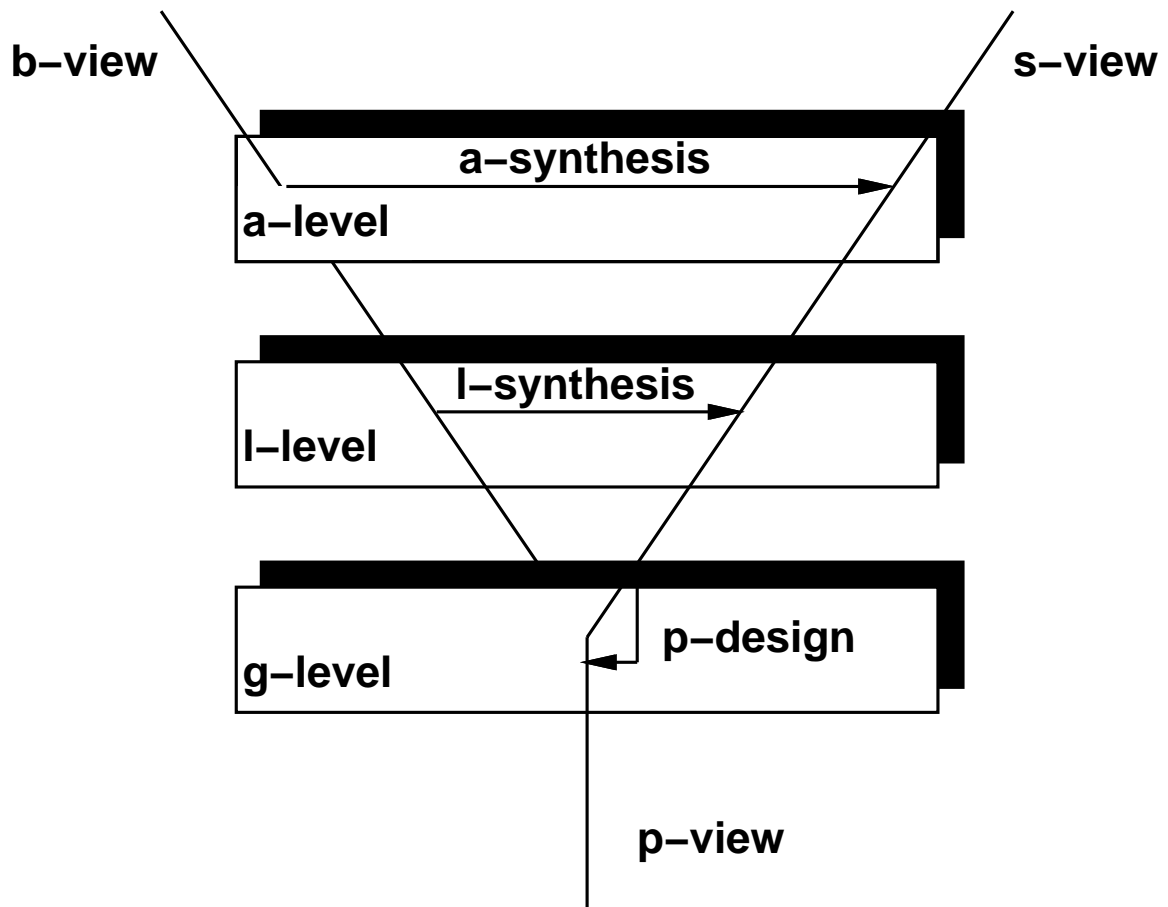 b–view
s–view
a–synthesis
a–level
l–synthesis
l–level
p–design
g–level
p–view